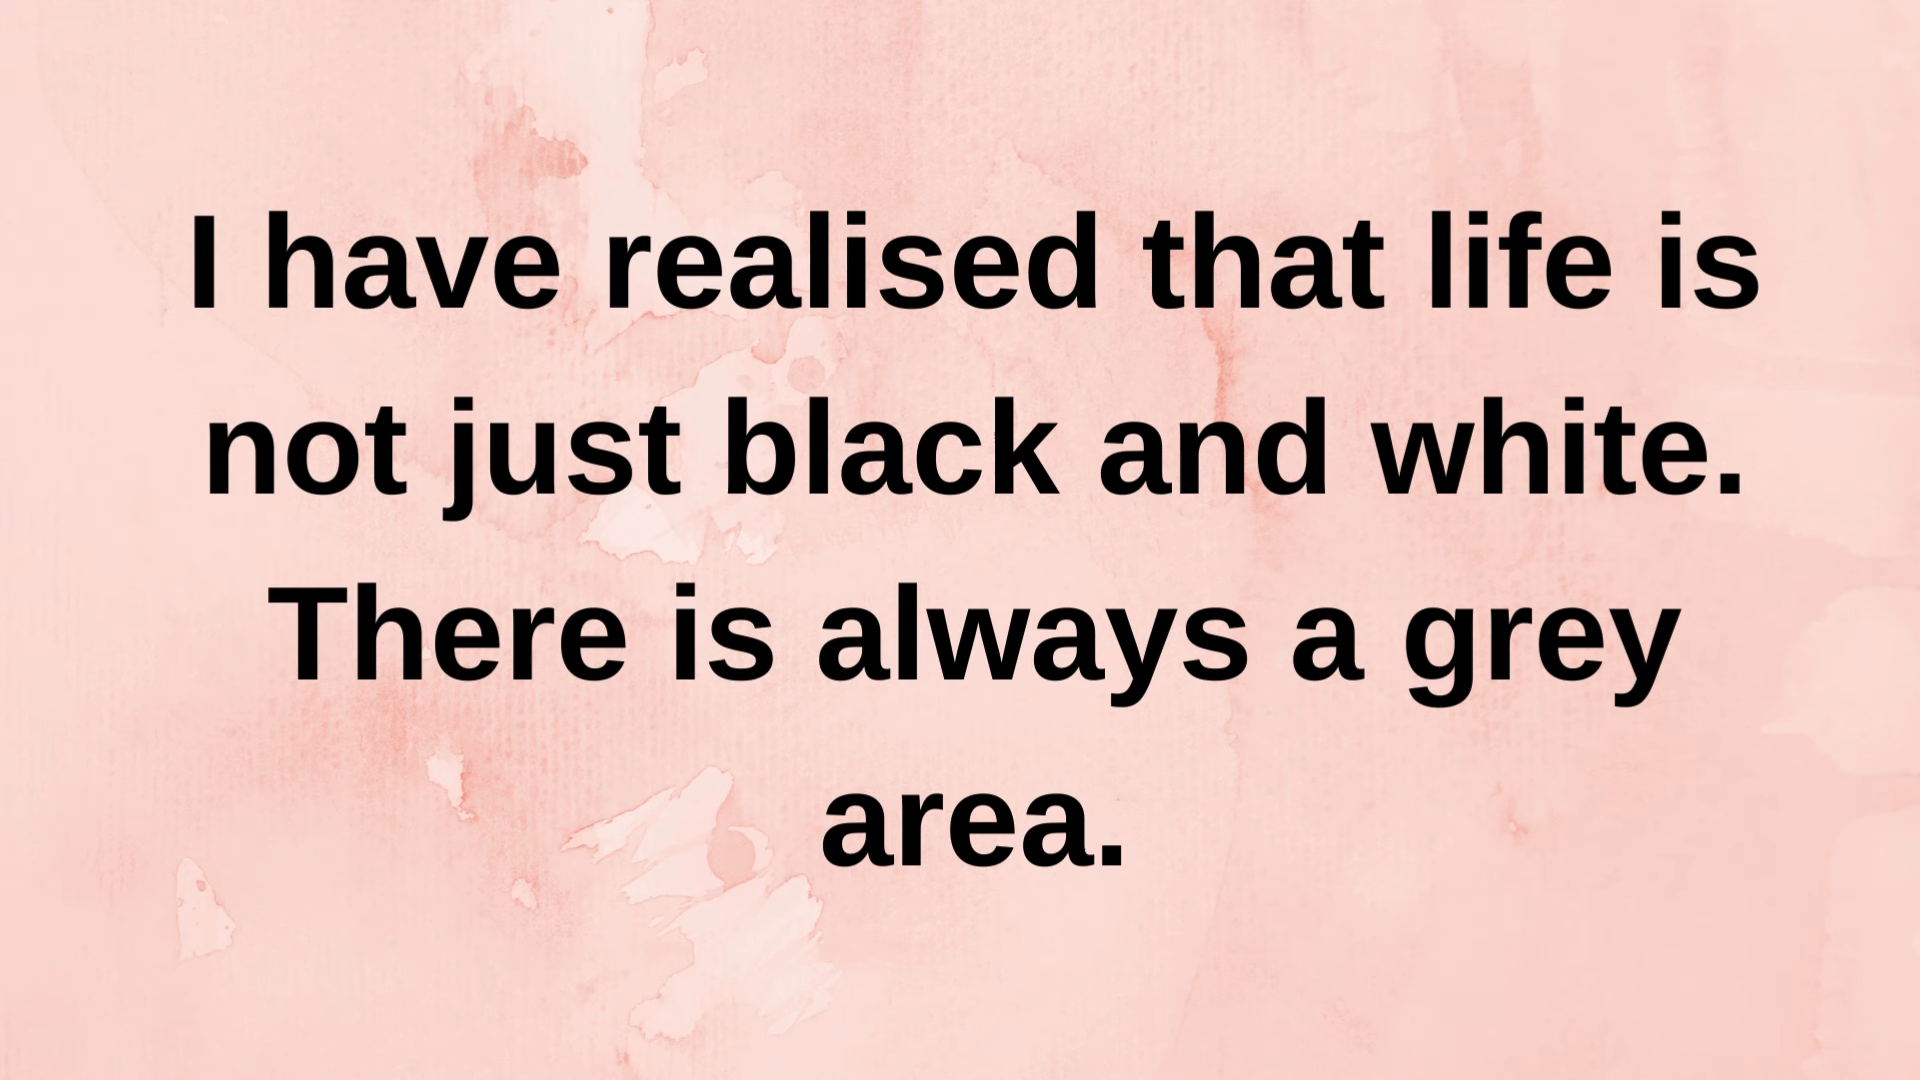 I have realised that life is
not just black and white.
There is always a grey
area.